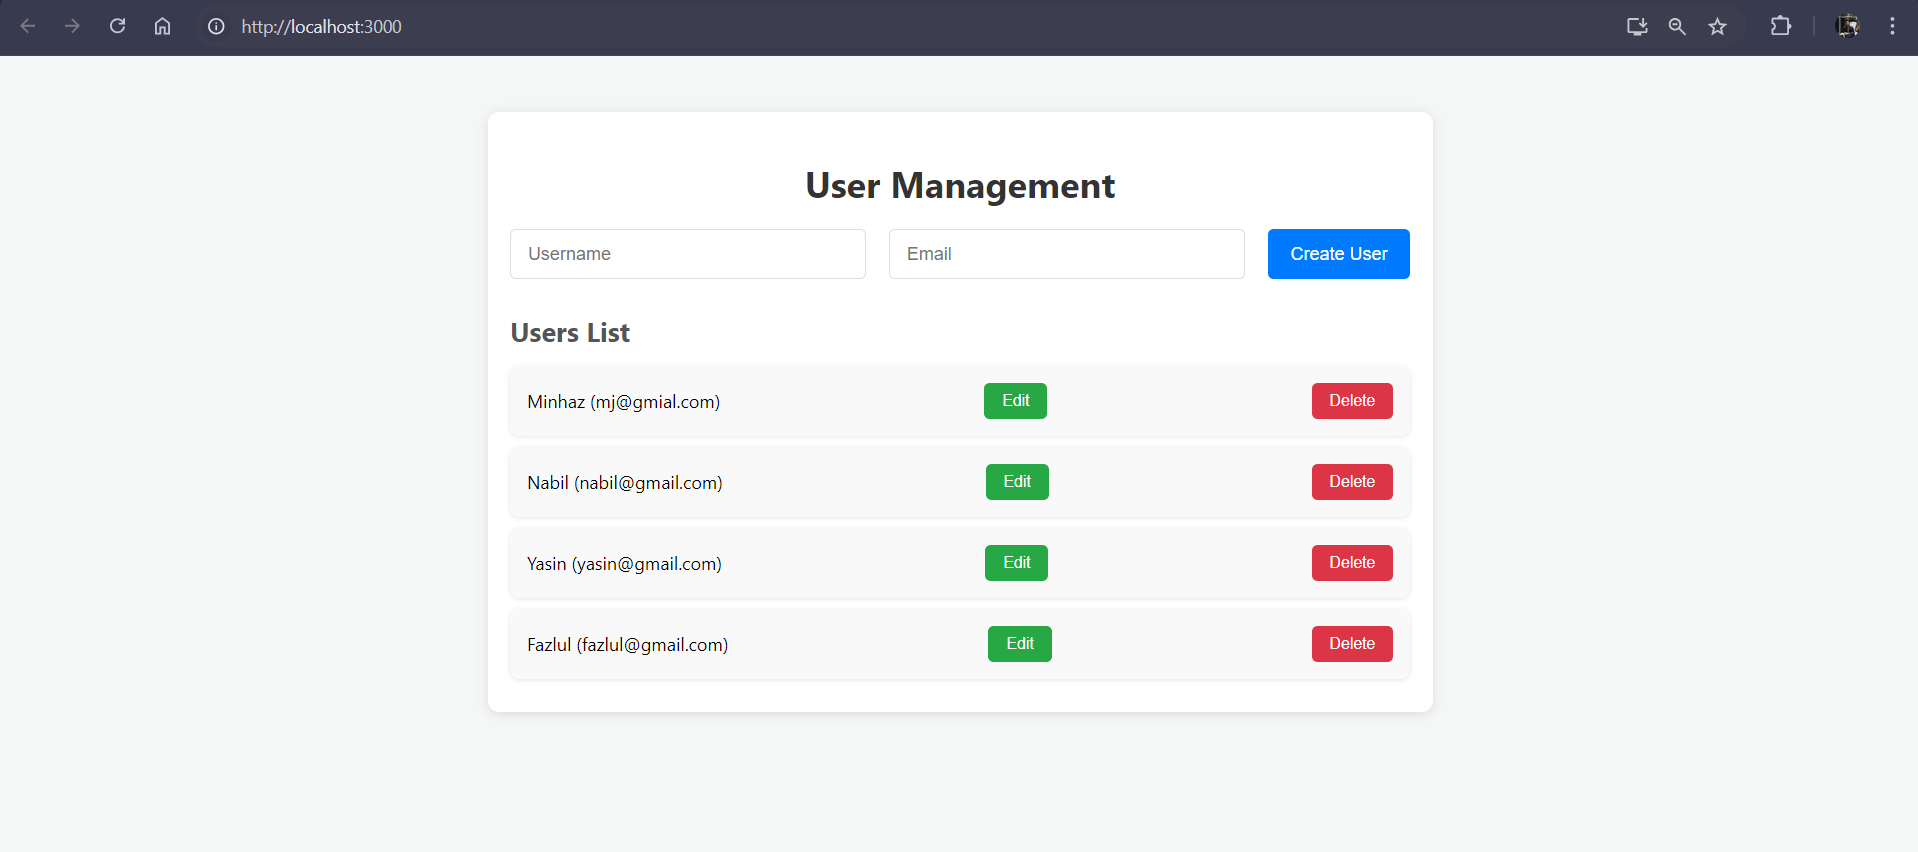 http://localhost:3000
User Management
Username Email Create User
Users List
Minhaz (mj@gmial.com) Edit Delete
Nabil (nabil@gmail.com) Edit Delete
Yasin (yasin@gmail.com) Edit Delete
Fazlul (fazlul@gmail.com) Edit Delete